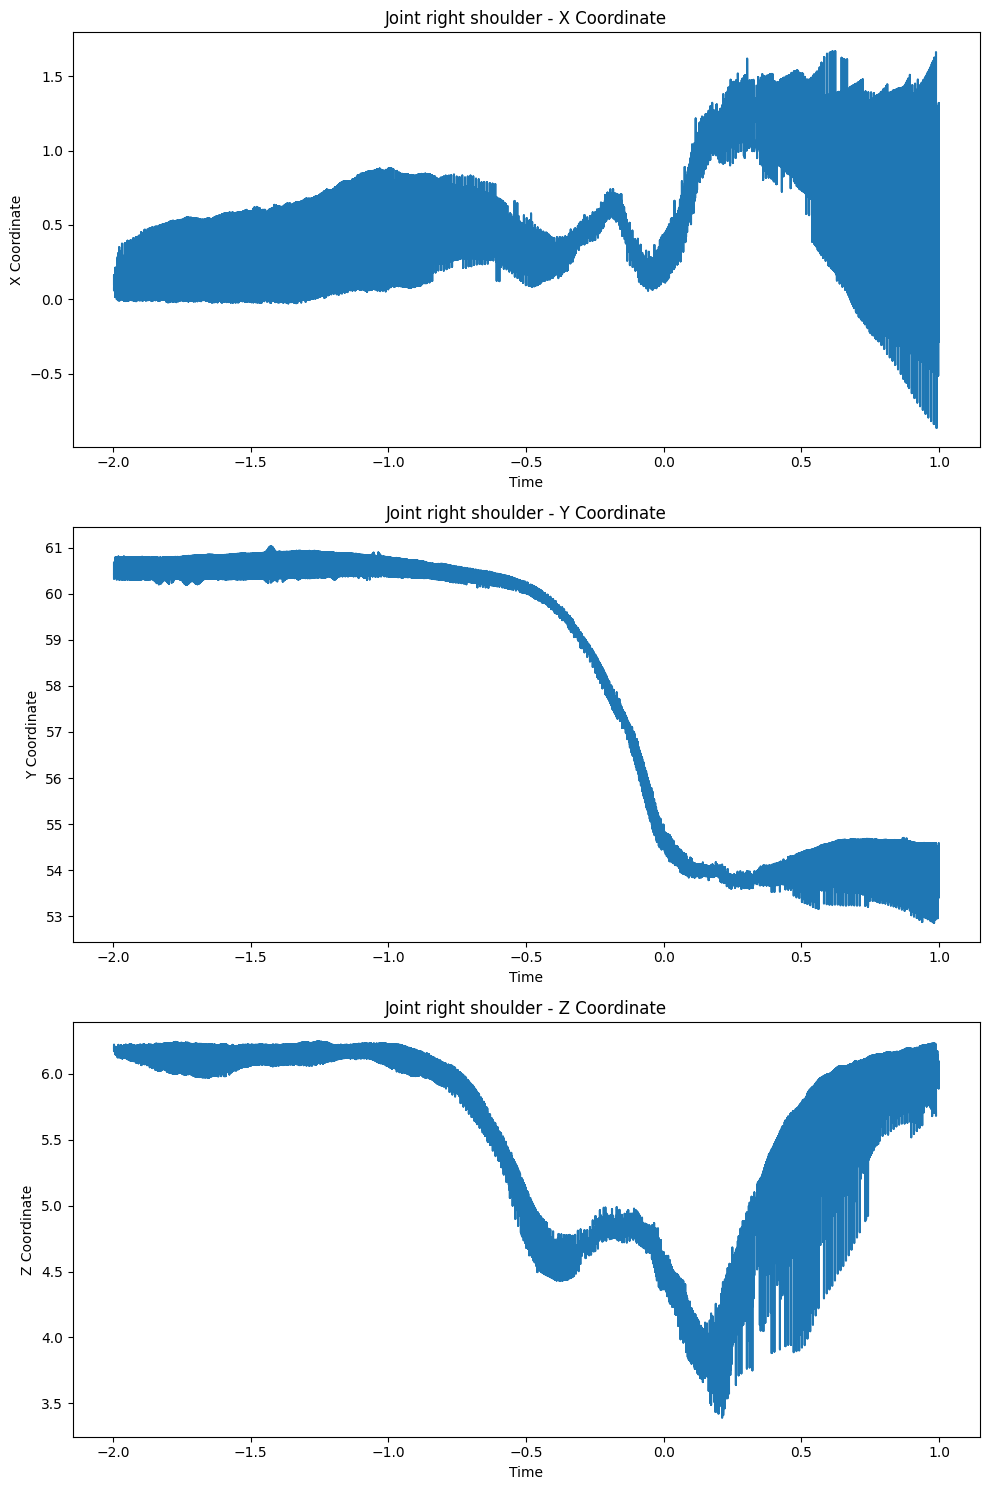 Joint right shoulder - X Coordinate
X Coordinate
1.5
1.0
0.5
0.0
−0.5
−2.0 −1.5 −1.0 −0.5 0.0 0.5 1.0
Time
Joint right shoulder - Y Coordinate
Y Coordinate
61
60
59
58
57
56
55
54
53
−2.0 −1.5 −1.0 −0.5 0.0 0.5 1.0
Time
Joint right shoulder - Z Coordinate
Z Coordinate
6.0
5.5
5.0
4.5
4.0
3.5
−2.0 −1.5 −1.0 −0.5 0.0 0.5 1.0
Time